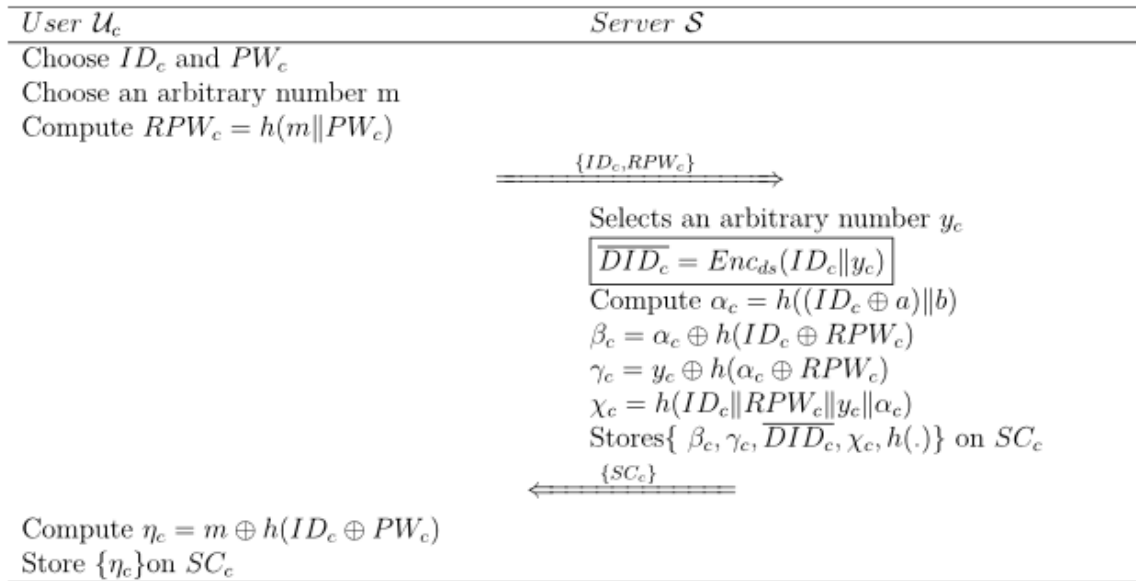 User 𝒰_c Server 𝒮
Choose ID_c and PW_c
Choose an arbitrary number m
Compute RPW_c = h(m‖PW_c)
{ID_c,RPW_c}
Selects an arbitrary number y_c
\overline{DID_c} = Enc_{ds}(ID_c‖y_c)
Compute α_c = h((ID_c ⊕ a)‖b)
β_c = α_c ⊕ h(ID_c ⊕ RPW_c)
γ_c = y_c ⊕ h(α_c ⊕ RPW_c)
χ_c = h(ID_c‖RPW_c‖y_c‖α_c)
Stores{ β_c, γ_c, \overline{DID_c}, χ_c, h(.)} on SC_c
{SC_c}
Compute η_c = m ⊕ h(ID_c ⊕ PW_c)
Store {η_c}on SC_c